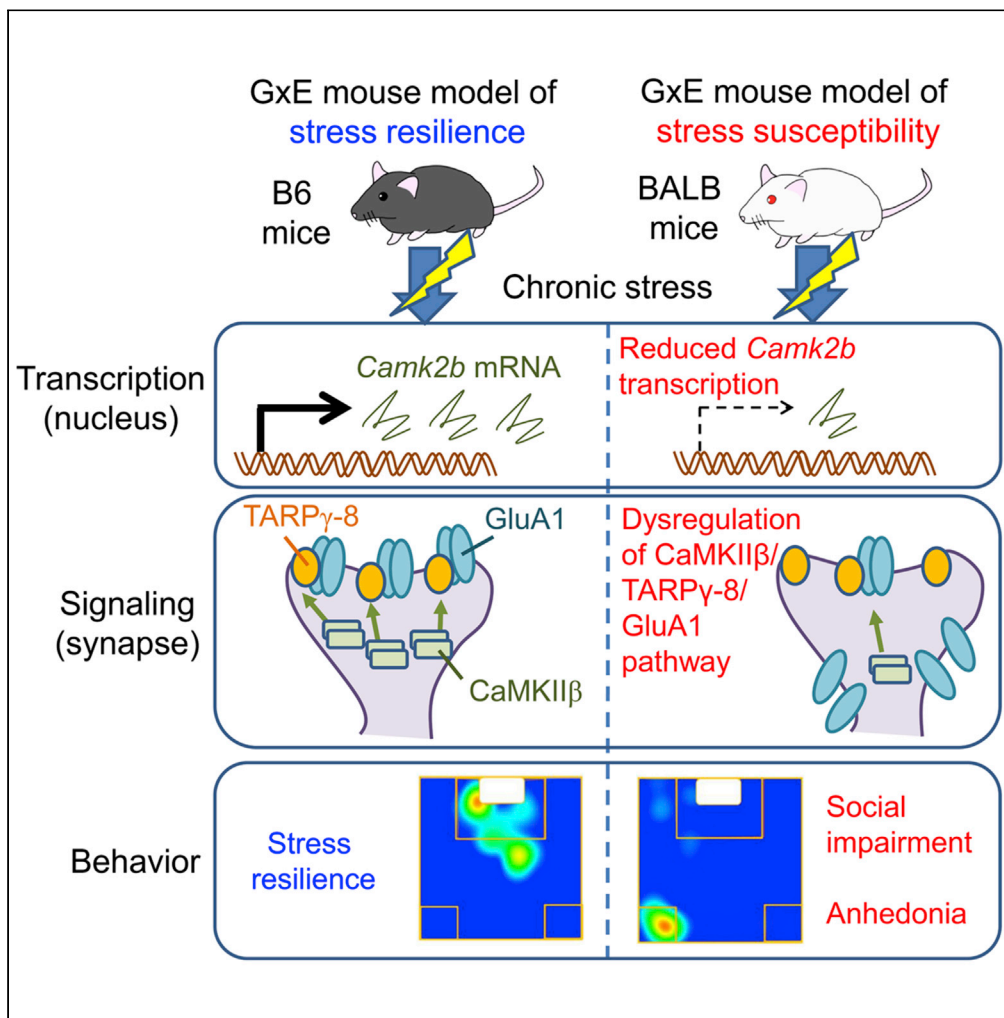 GxE mouse model of
stress resilience
B6
mice
GxE mouse model of
stress susceptibility
BALB
mice
Chronic stress
Transcription
(nucleus)
Camk2b mRNA
Reduced Camk2b
transcription
Signaling
(synapse)
TARPγ-8
GluA1
CaMKIIβ
Dysregulation
of CaMKIIβ/
TARPγ-8/
GluA1
pathway
Behavior
Stress
resilience
Social
impairment
Anhedonia